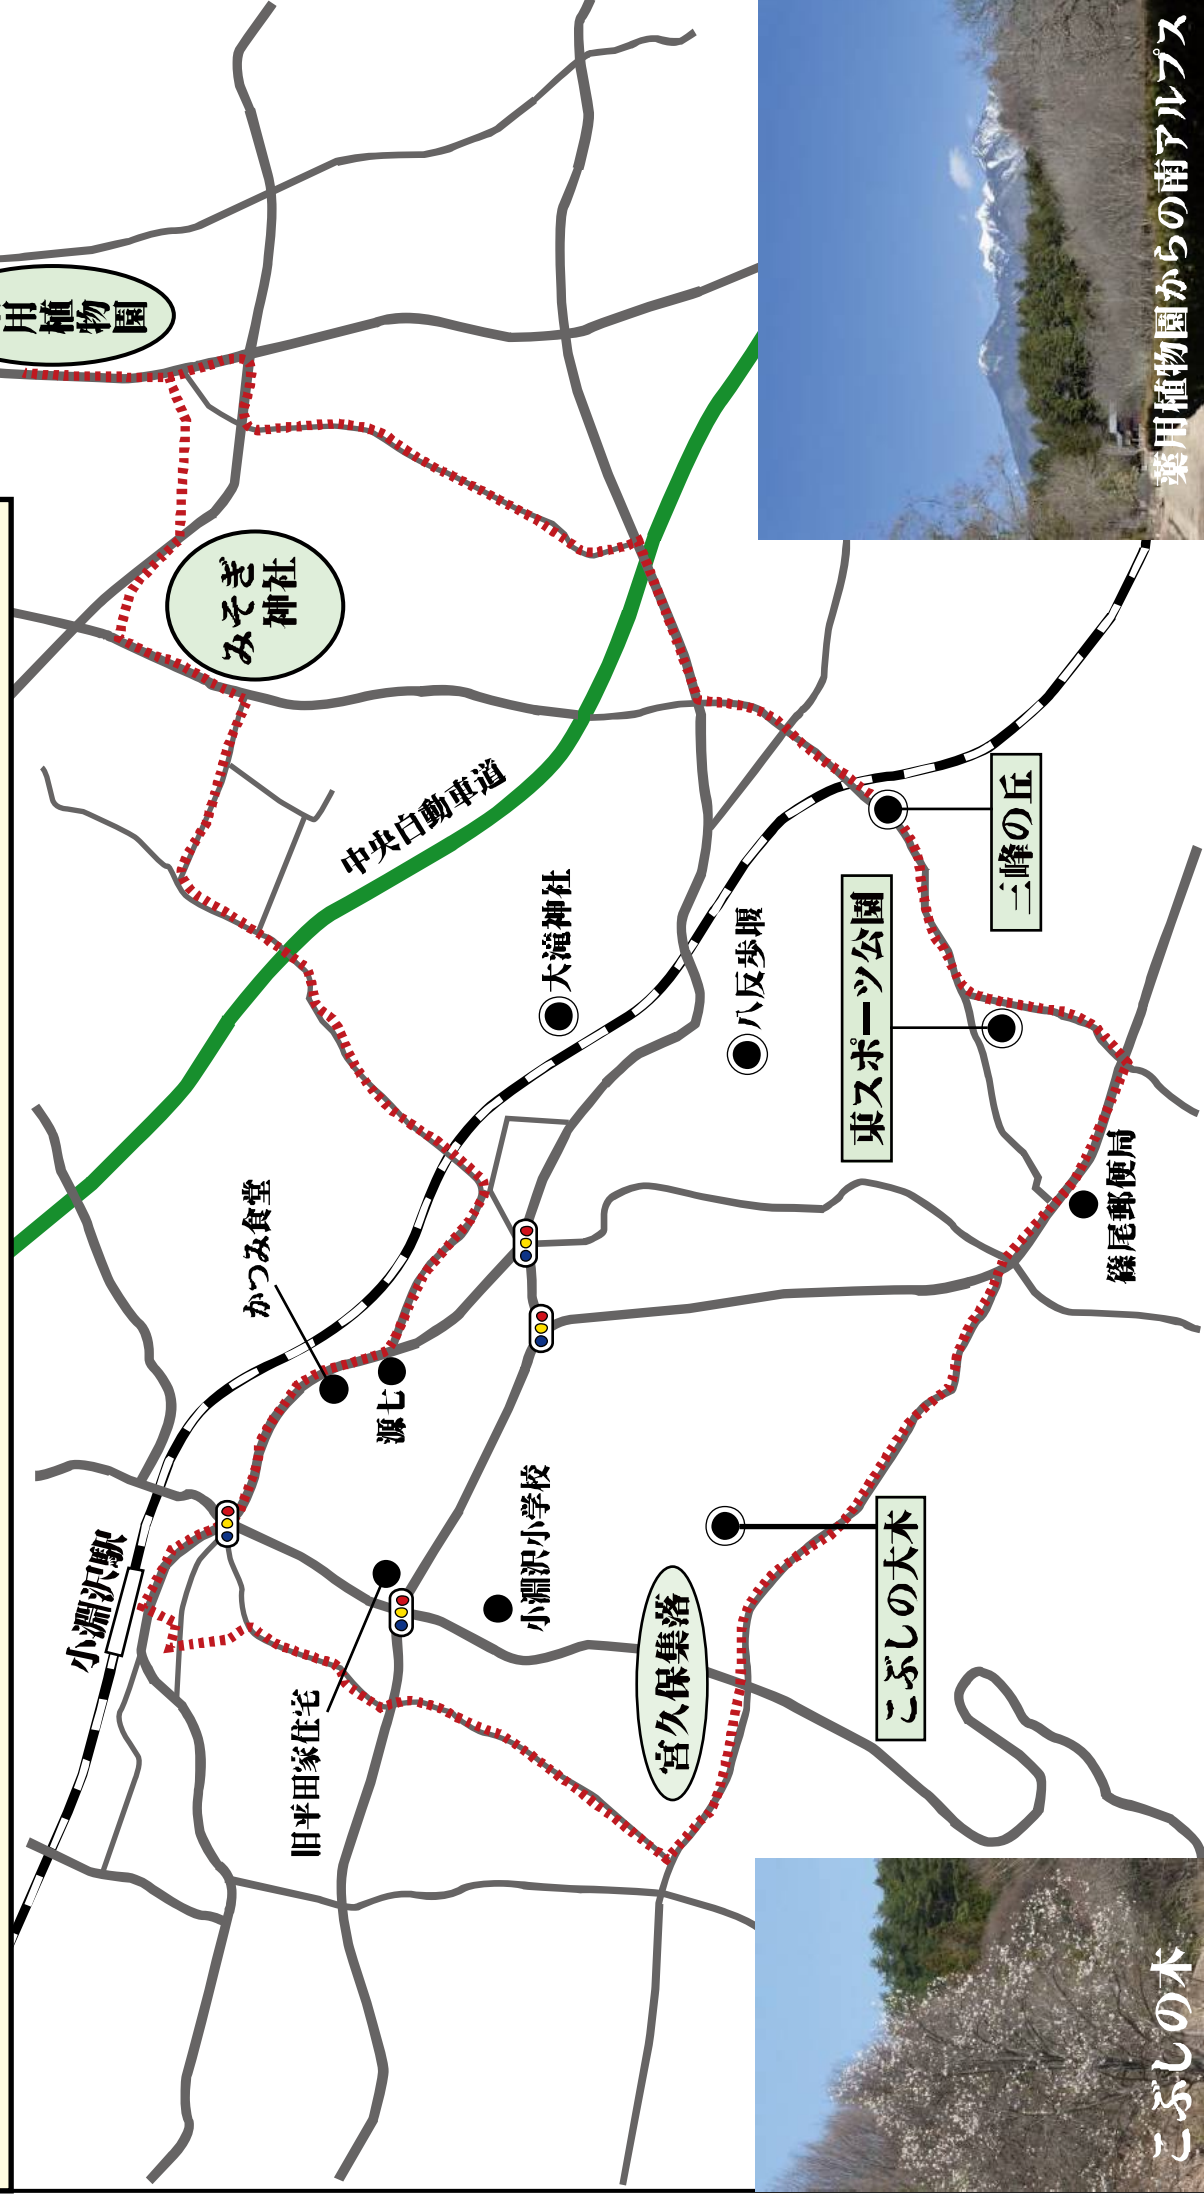 用
植
物
園
みそぎ
神社
中央自動車道
大滝神社
八反歩堰
三峰の丘
東スポーツ公園
篠尾郵便局
かつみ食堂
源七
小淵沢駅
小淵沢小学校
旧平田家住宅
宮久保集落
こぶしの大木
薬用植物園からの南アルプス
こぶしの木